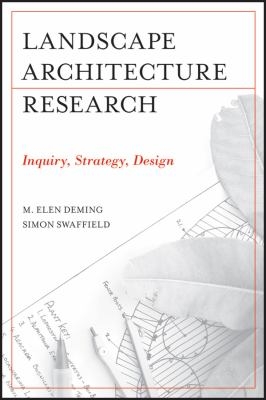 LANDSCAPE
ARCHITECTURE
RESEARCH
Inquiry, Strategy, Design
M. ELEN DEMING
SIMON SWAFFIELD
PLANT KEY: